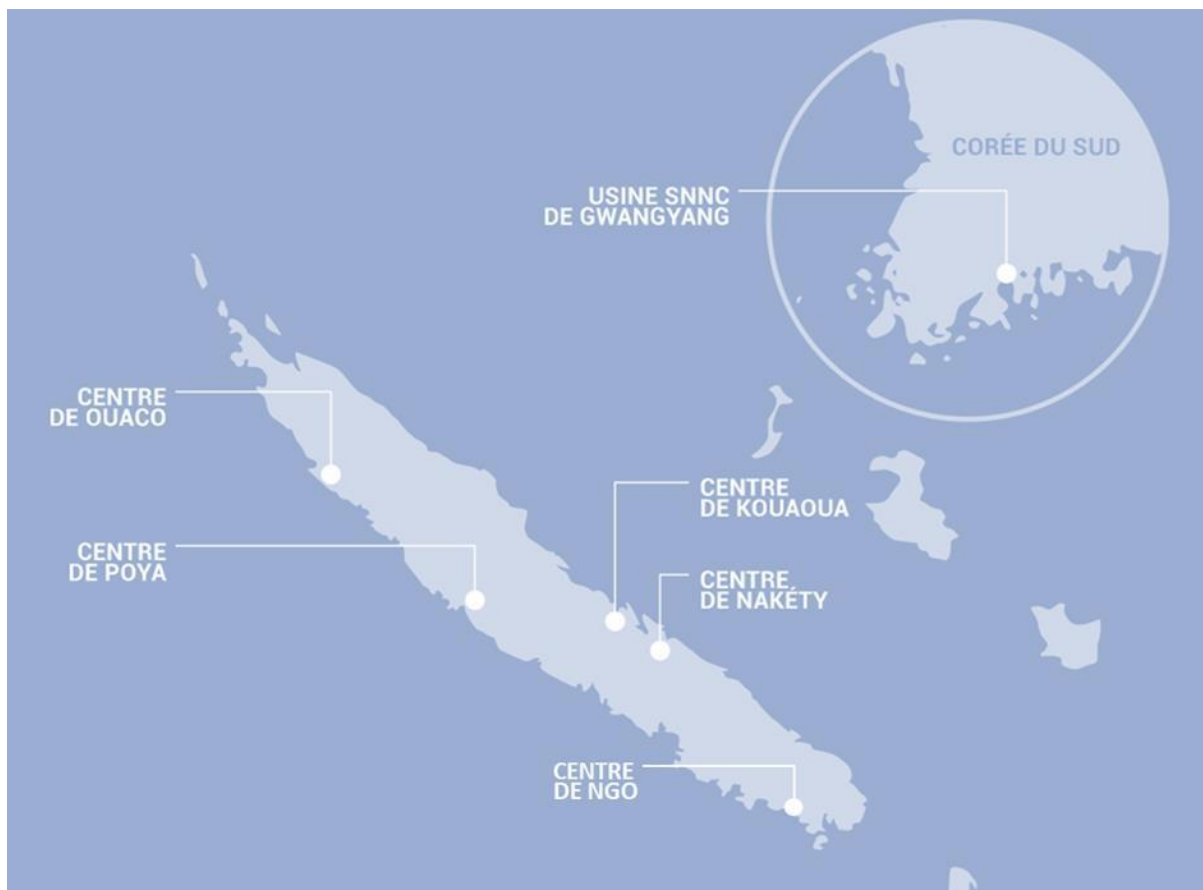 CORÉE DU SUD
USINE SNNC
DE GWANGYANG
CENTRE
DE OUACO
CENTRE
DE KOUAOUA
CENTRE
DE POYA
CENTRE
DE NAKÉTY
CENTRE
DE NGO